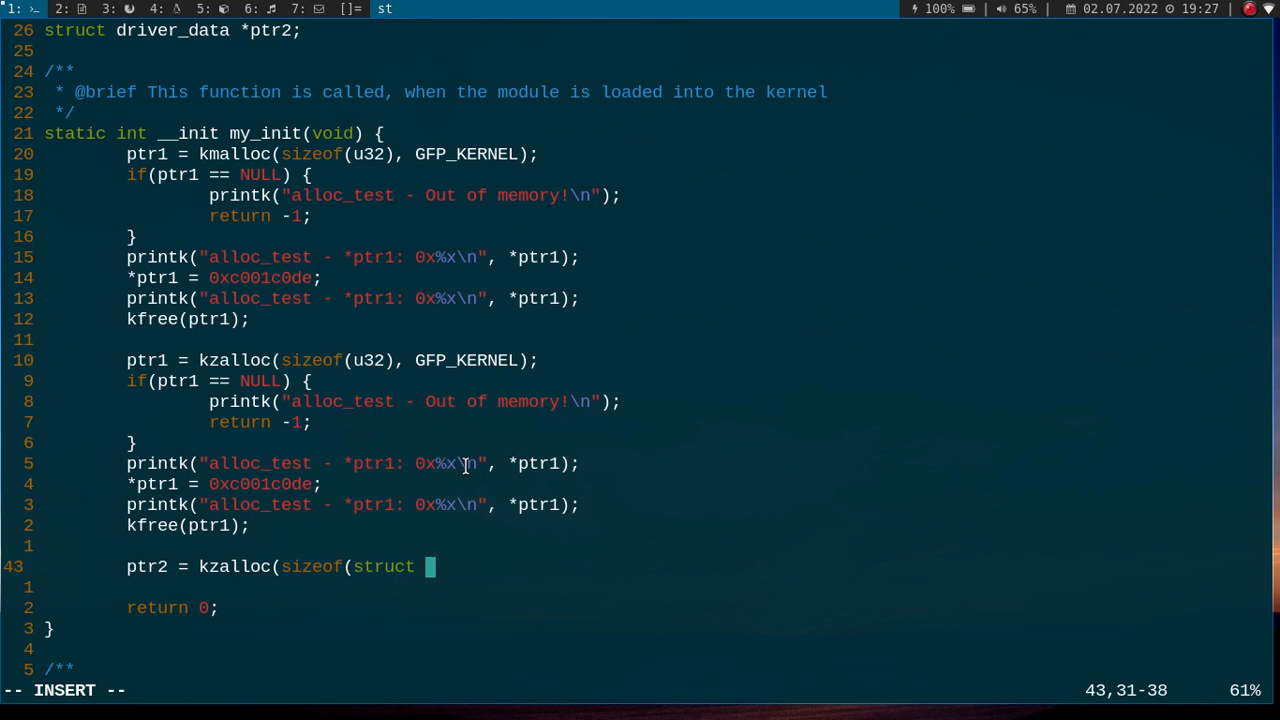 1: 2: 3: 4: 5: 6: 7: []= st 100% | 65% | 02.07.2022 19:27
26 struct driver_data *ptr2;
25
24 /**
23  * @brief This function is called, when the module is loaded into the kernel
22  */
21 static int __init my_init(void) {
20         ptr1 = kmalloc(sizeof(u32), GFP_KERNEL);
19         if(ptr1 == NULL) {
18                 printk("alloc_test - Out of memory!\n");
17                 return -1;
16         }
15         printk("alloc_test - *ptr1: 0x%x\n", *ptr1);
14         *ptr1 = 0xc001c0de;
13         printk("alloc_test - *ptr1: 0x%x\n", *ptr1);
12         kfree(ptr1);
11
10         ptr1 = kzalloc(sizeof(u32), GFP_KERNEL);
9         if(ptr1 == NULL) {
8                 printk("alloc_test - Out of memory!\n");
7                 return -1;
6         }
5         printk("alloc_test - *ptr1: 0x%x\n", *ptr1);
4         *ptr1 = 0xc001c0de;
3         printk("alloc_test - *ptr1: 0x%x\n", *ptr1);
2         kfree(ptr1);
1
43         ptr2 = kzalloc(sizeof(struct
1
2         return 0;
3 }
4
5 /**
-- INSERT -- 43,31-38 61%